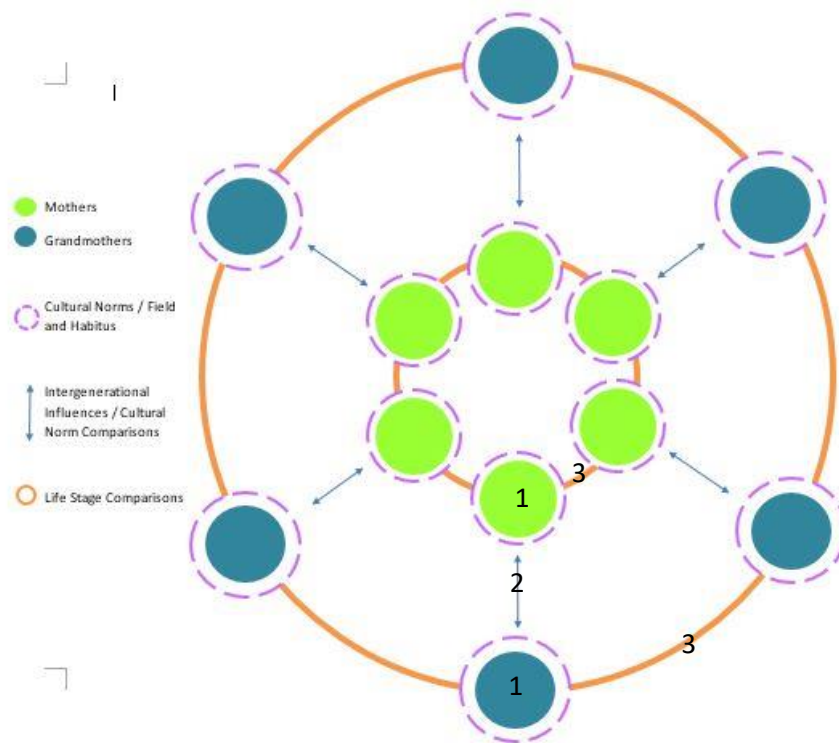 I
Mothers
Grandmothers
Cultural Norms / Field
and Habitus
Intergenerational
Influences / Cultural
Norm Comparisons
Life Stage Comparisons
1
3
2
3
1